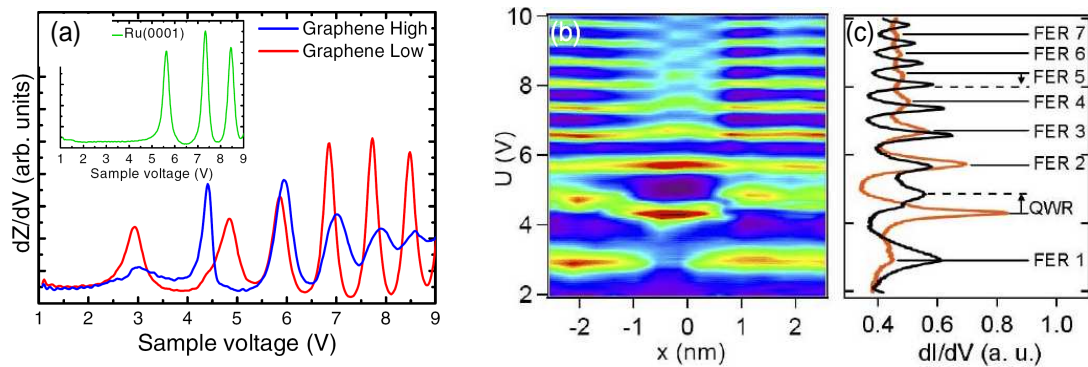 (a)
Ru(0001)
Graphene High
Graphene Low
dZ/dV (arb. units)
1 2 3 4 5 6 7 8 9
Sample voltage (V)
1 2 3 4 5 6 7 8 9
Sample voltage (V)
(b)
10
8
6
4
2
U (V)
-2 -1 0 1 2
x (nm)
(c)
FER 7
FER 6
FER 5
FER 4
FER 3
FER 2
QWR
FER 1
0.4 0.6 0.8 1.0
dI/dV (a. u.)